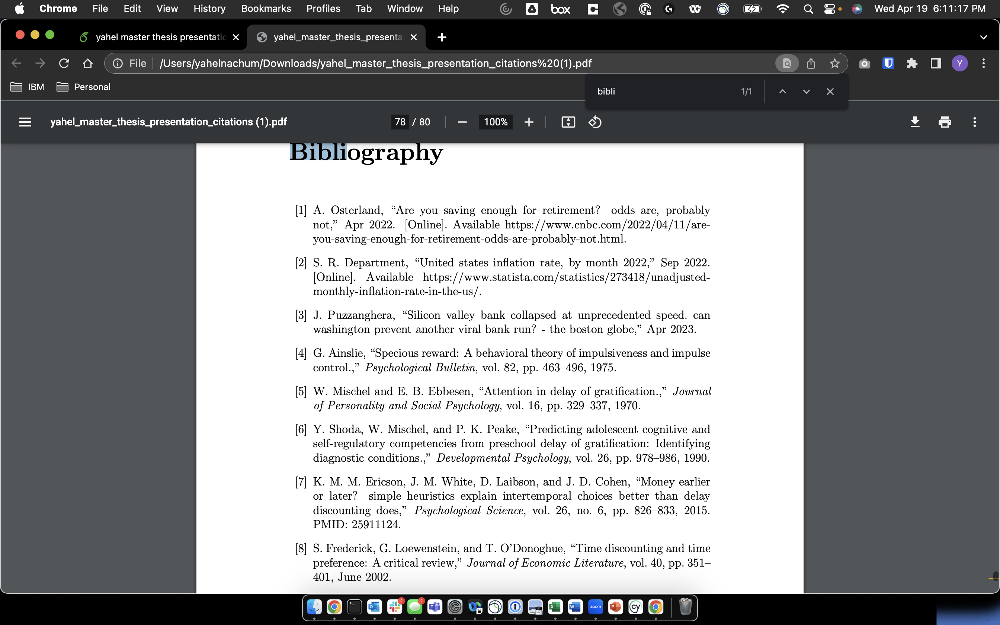 Chrome File Edit View History Bookmarks Profiles Tab Window Help box Wed Apr 19 6:11:17 PM
yahel master thesis presentatic yahel_master_thesis_presentat
File /Users/yahelnachum/Downloads/yahel_master_thesis_presentation_citations%20(1).pdf Y
IBM Personal
bibli 1/1
yahel_master_thesis_presentation_citations (1).pdf 78 / 80 100%
Bibliography
[1] A. Osterland, “Are you saving enough for retirement? odds are, probably
not,” Apr 2022. [Online]. Available https://www.cnbc.com/2022/04/11/are-
you-saving-enough-for-retirement-odds-are-probably-not.html.
[2] S. R. Department, “United states inflation rate, by month 2022,” Sep 2022.
[Online]. Available https://www.statista.com/statistics/273418/unadjusted-
monthly-inflation-rate-in-the-us/.
[3] J. Puzzanghera, “Silicon valley bank collapsed at unprecedented speed. can
washington prevent another viral bank run? - the boston globe,” Apr 2023.
[4] G. Ainslie, “Specious reward: A behavioral theory of impulsiveness and impulse
control.,” Psychological Bulletin, vol. 82, pp. 463–496, 1975.
[5] W. Mischel and E. B. Ebbesen, “Attention in delay of gratification.,” Journal
of Personality and Social Psychology, vol. 16, pp. 329–337, 1970.
[6] Y. Shoda, W. Mischel, and P. K. Peake, “Predicting adolescent cognitive and
self-regulatory competencies from preschool delay of gratification: Identifying
diagnostic conditions.,” Developmental Psychology, vol. 26, pp. 978–986, 1990.
[7] K. M. M. Ericson, J. M. White, D. Laibson, and J. D. Cohen, “Money earlier
or later? simple heuristics explain intertemporal choices better than delay
discounting does,” Psychological Science, vol. 26, no. 6, pp. 826–833, 2015.
PMID: 25911124.
[8] S. Frederick, G. Loewenstein, and T. O’Donoghue, “Time discounting and time
preference: A critical review,” Journal of Economic Literature, vol. 40, pp. 351–
401, June 2002.
2 2 zoom CY